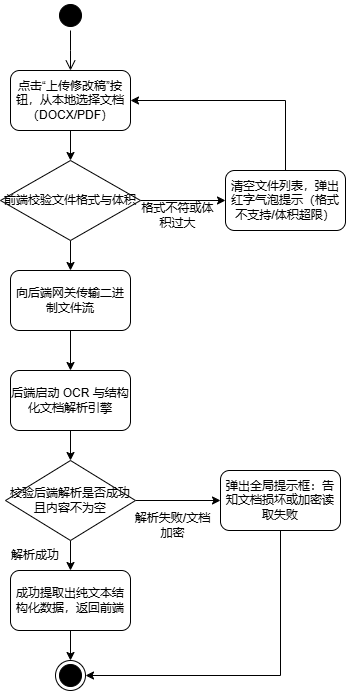 点击“上传修改稿”按
钮，从本地选择文档
（DOCX/PDF）
前端校验文件格式与体积
格式不符或体
积过大
清空文件列表，弹出
红字气泡提示（格式
不支持/体积超限）
向后端网关传输二进
制文件流
后端启动 OCR 与结构
化文档解析引擎
校验后端解析是否成功
且内容不为空
解析失败/文档
加密
弹出全局提示框：告
知文档损坏或加密读
取失败
解析成功
成功提取出纯文本结
构化数据，返回前端